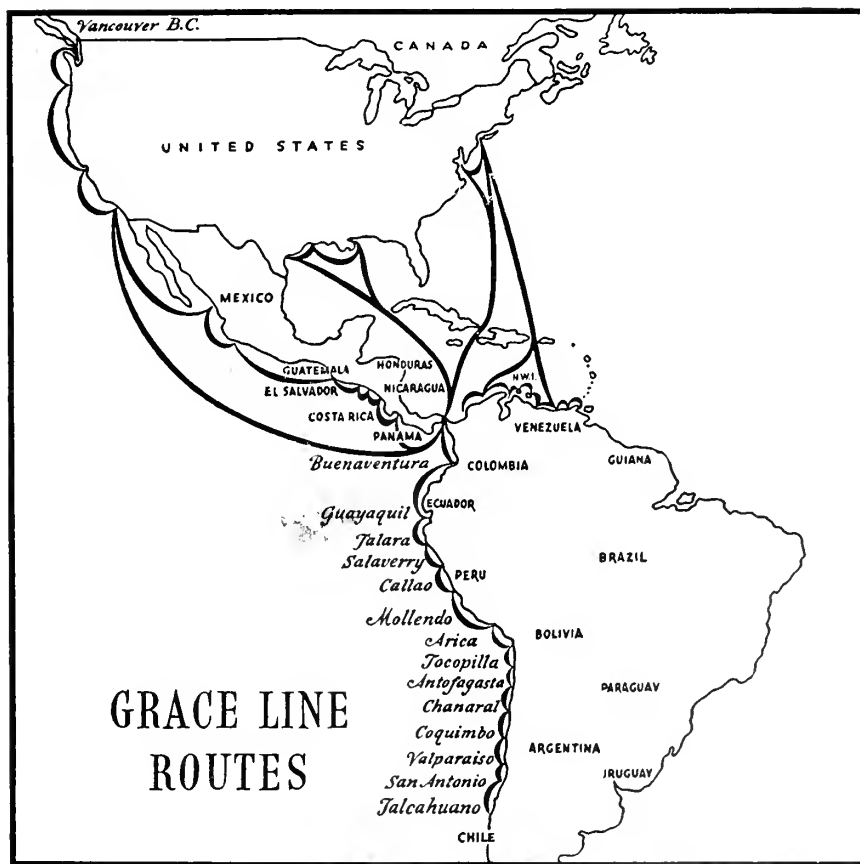 Vancouver B.C.
CANADA
UNITED STATES
MEXICO
GUATEMALA
HONDURAS
EL SALVADOR
NICARAGUA
N.W.I.
COSTA RICA
PANAMA
VENEZUELA
Buenaventura
COLOMBIA
GUIANA
ECUADOR
Guayaquil
Talara
Salaverry
BRAZIL
PERU
Callao
Mollendo
Arica
BOLIVIA
Tocopilla
Antofagasta
PARAGUAY
Chanaral
GRACE LINE
ROUTES
Coquimbo
ARGENTINA
Valparaiso
URUGUAY
San Antonio
Talcahuano
CHILE